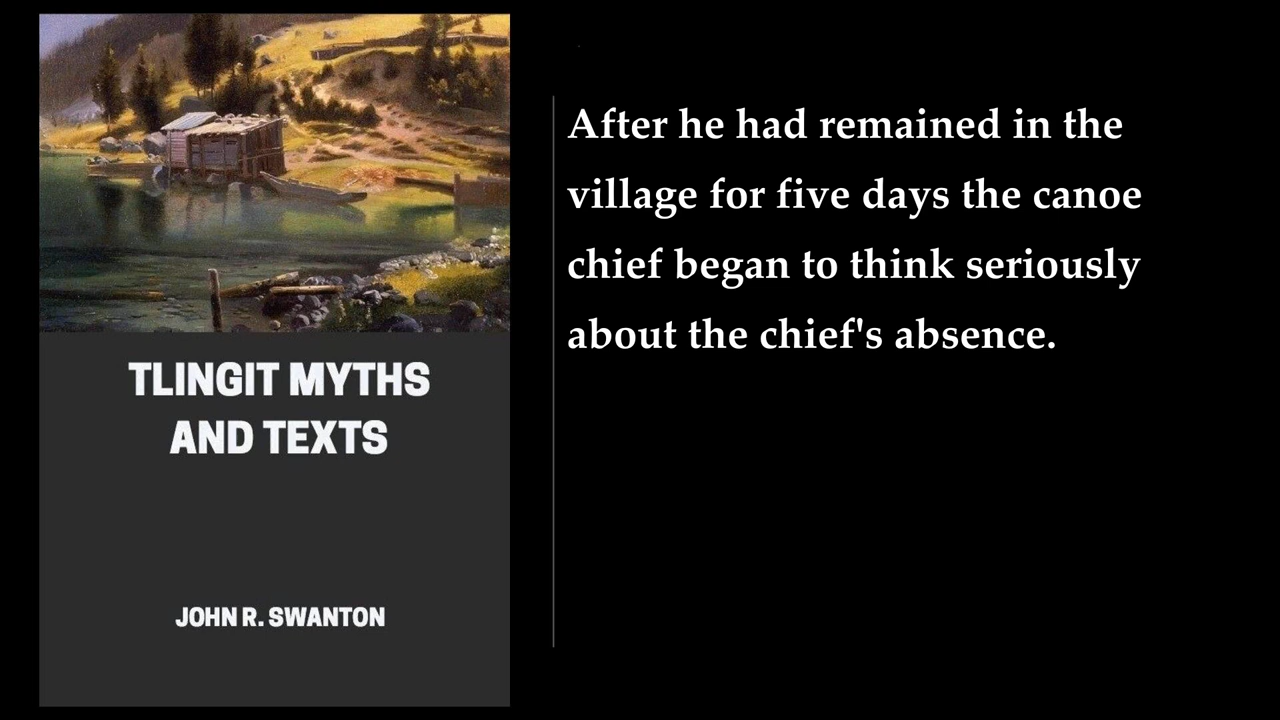 TLINGIT MYTHS
AND TEXTS
JOHN R. SWANTON
After he had remained in the
village for five days the canoe
chief began to think seriously
about the chief's absence.